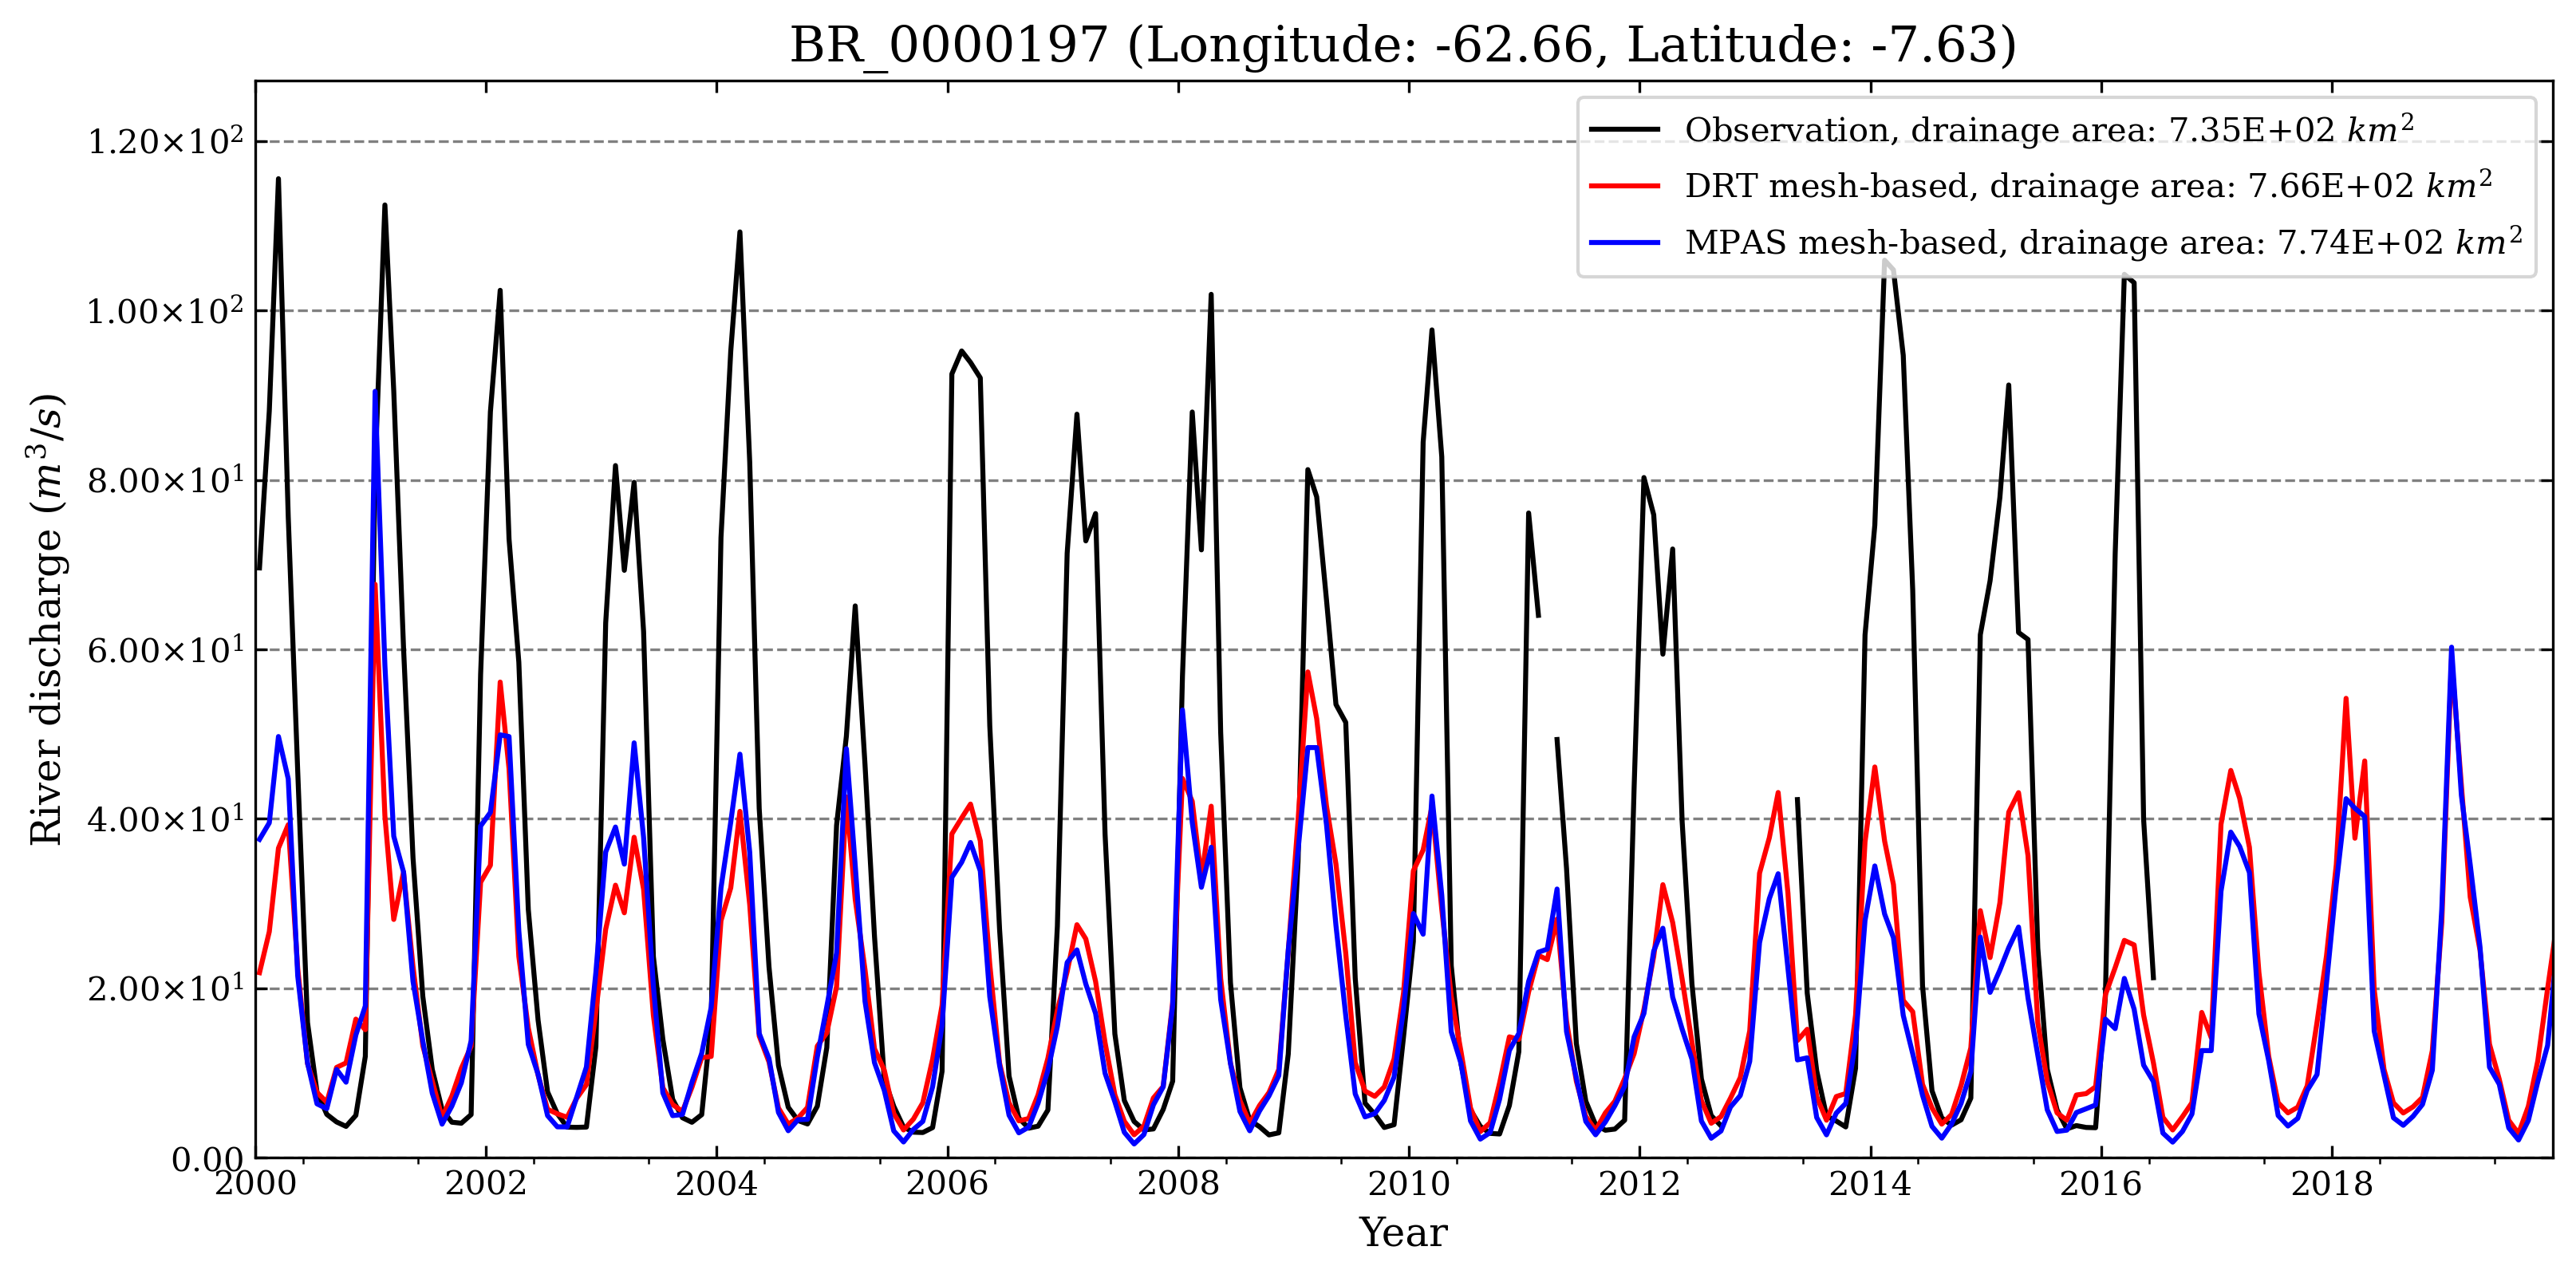 BR_0000197 (Longitude: -62.66, Latitude: -7.63)
Observation, drainage area: 7.35E+02 km²
DRT mesh-based, drainage area: 7.66E+02 km²
MPAS mesh-based, drainage area: 7.74E+02 km²
River discharge (m³/s)
1.20×10²
1.00×10²
8.00×10¹
6.00×10¹
4.00×10¹
2.00×10¹
0.00
2000 2002 2004 2006 2008 2010 2012 2014 2016 2018
Year